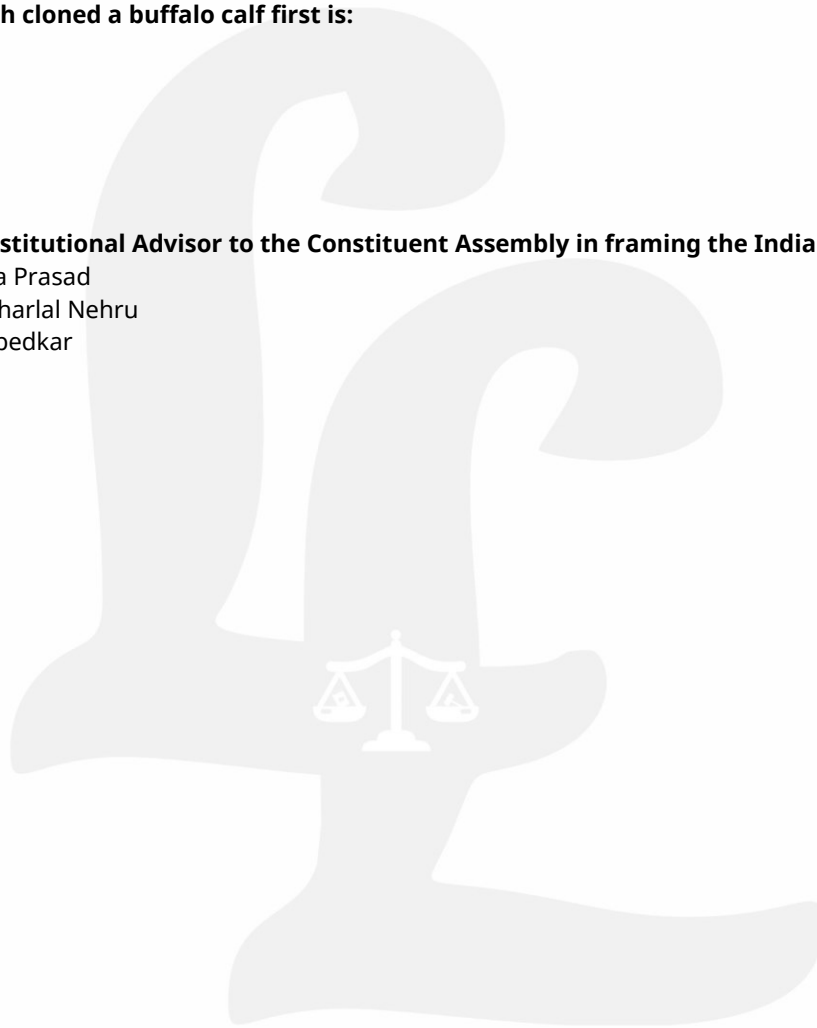 h cloned a buffalo calf first is:
stitutional Advisor to the Constituent Assembly in framing the India
a Prasad
harlal Nehru
bedkar